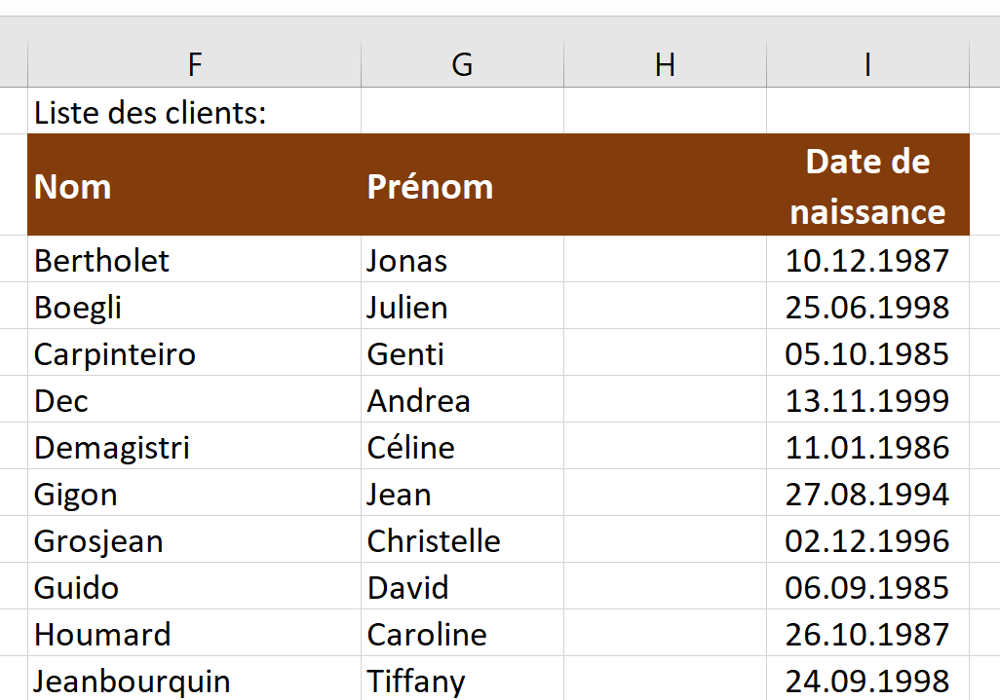 F G H I
Liste des clients:
Nom Prénom Date de
naissance
Bertholet Jonas 10.12.1987
Boegli Julien 25.06.1998
Carpinteiro Genti 05.10.1985
Dec Andrea 13.11.1999
Demagistri Céline 11.01.1986
Gigon Jean 27.08.1994
Grosjean Christelle 02.12.1996
Guido David 06.09.1985
Houmard Caroline 26.10.1987
Jeanbourquin Tiffany 24.09.1998